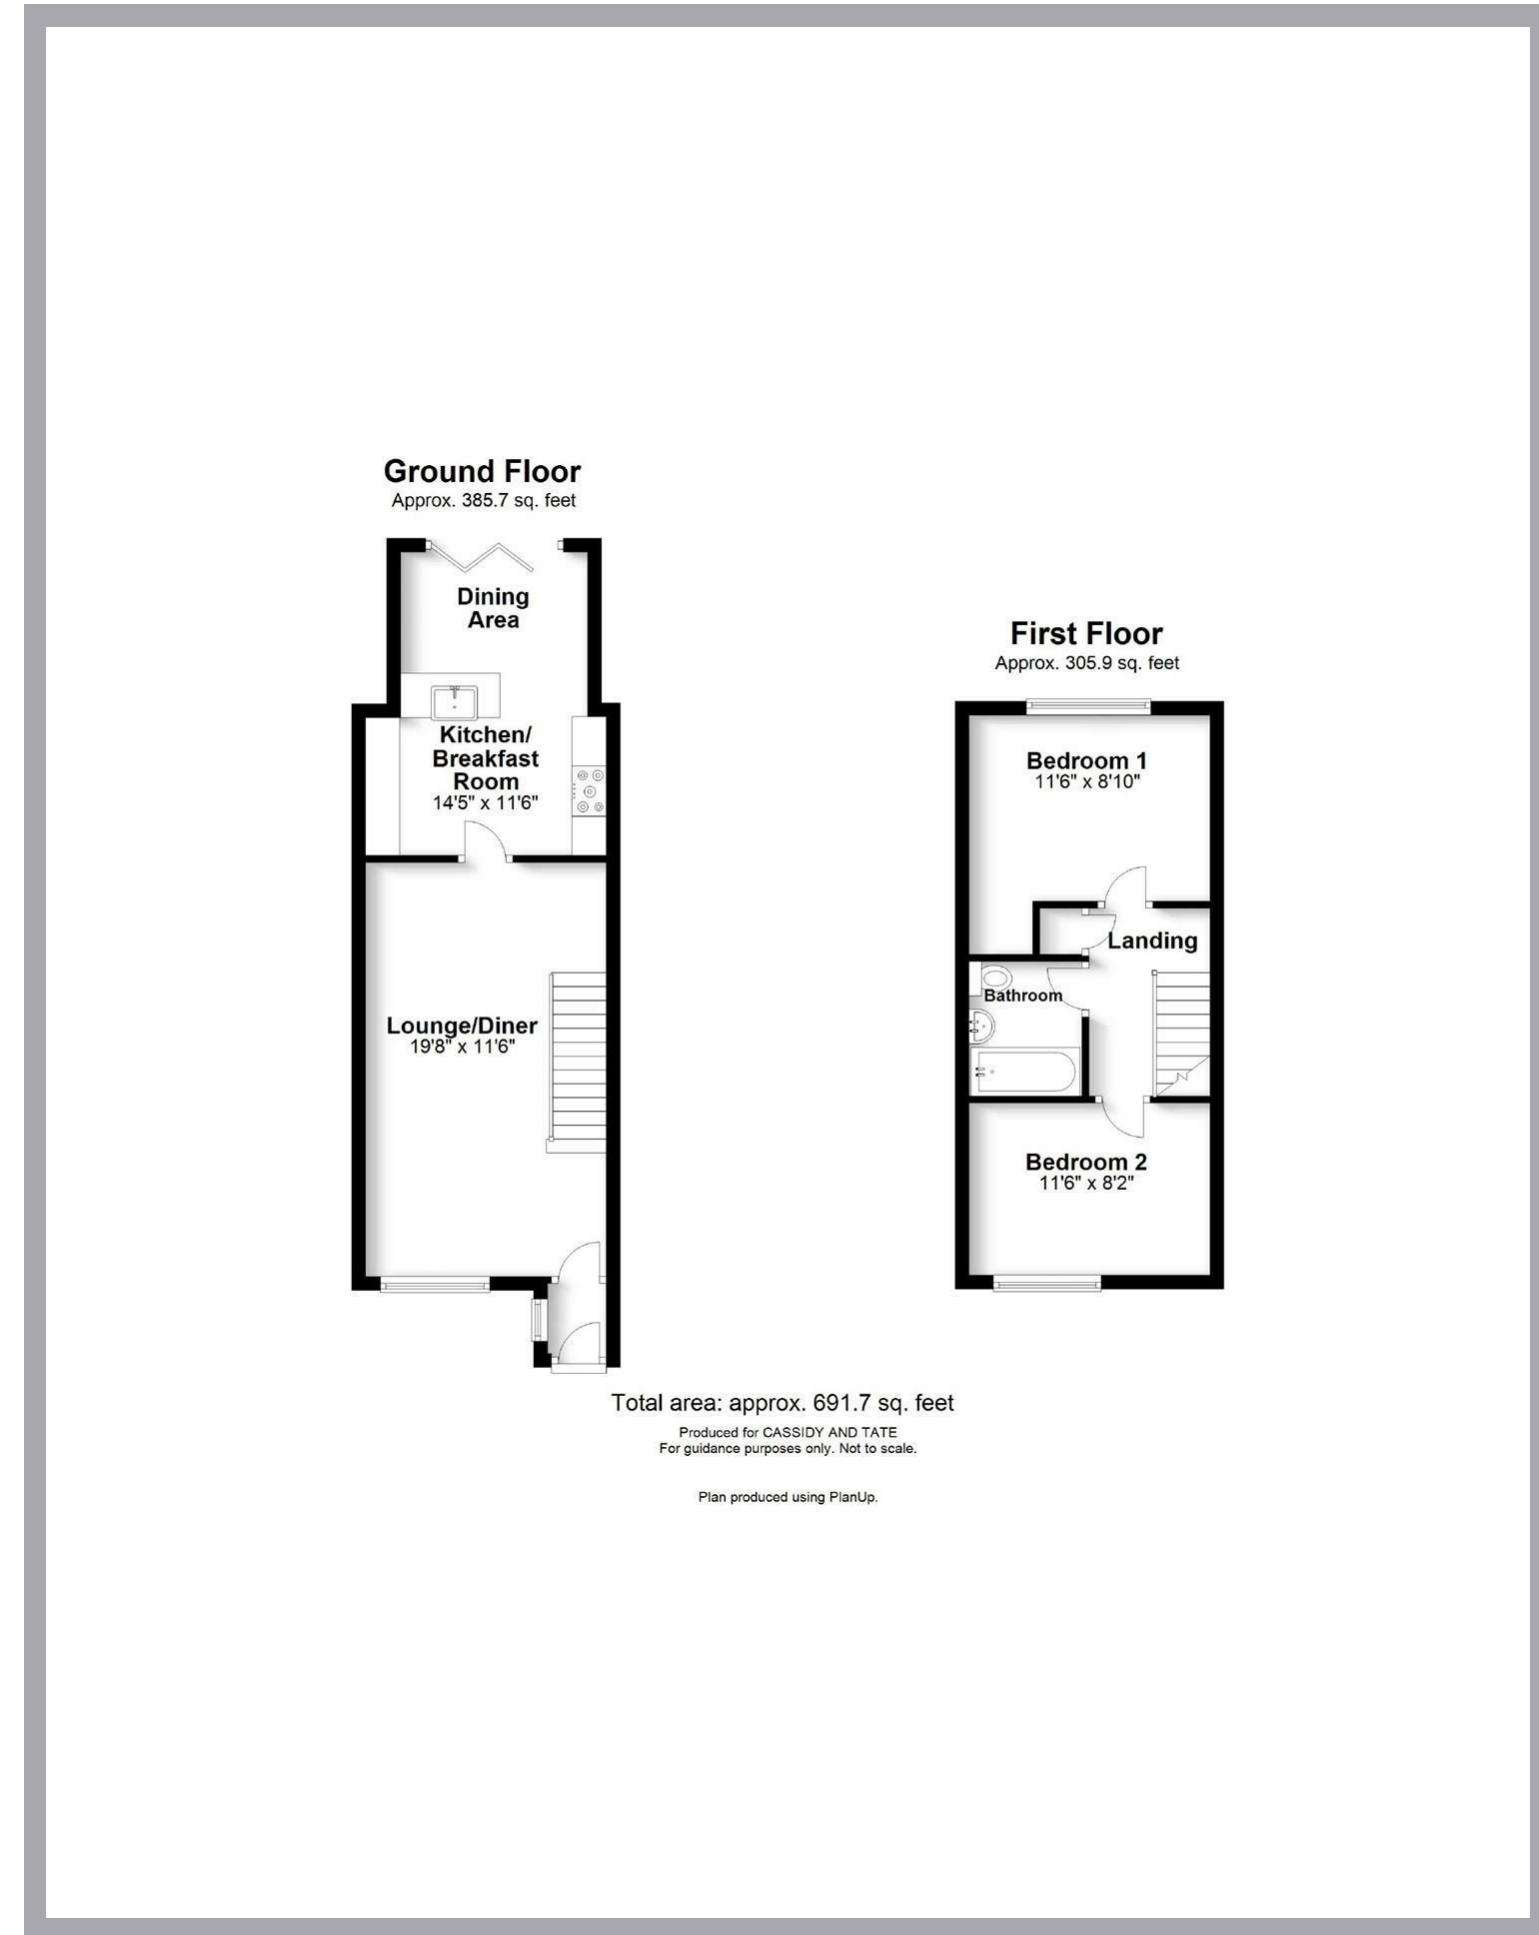 Ground Floor
Approx. 385.7 sq. feet
Dining
Area
Kitchen/
Breakfast
Room
14'5" x 11'6"
Lounge/Diner
19'8" x 11'6"
First Floor
Approx. 305.9 sq. feet
Bedroom 1
11'6" x 8'10"
Landing
Bathroom
Bedroom 2
11'6" x 8'2"
Total area: approx. 691.7 sq. feet
Produced for CASSIDY AND TATE
For guidance purposes only. Not to scale.
Plan produced using PlanUp.